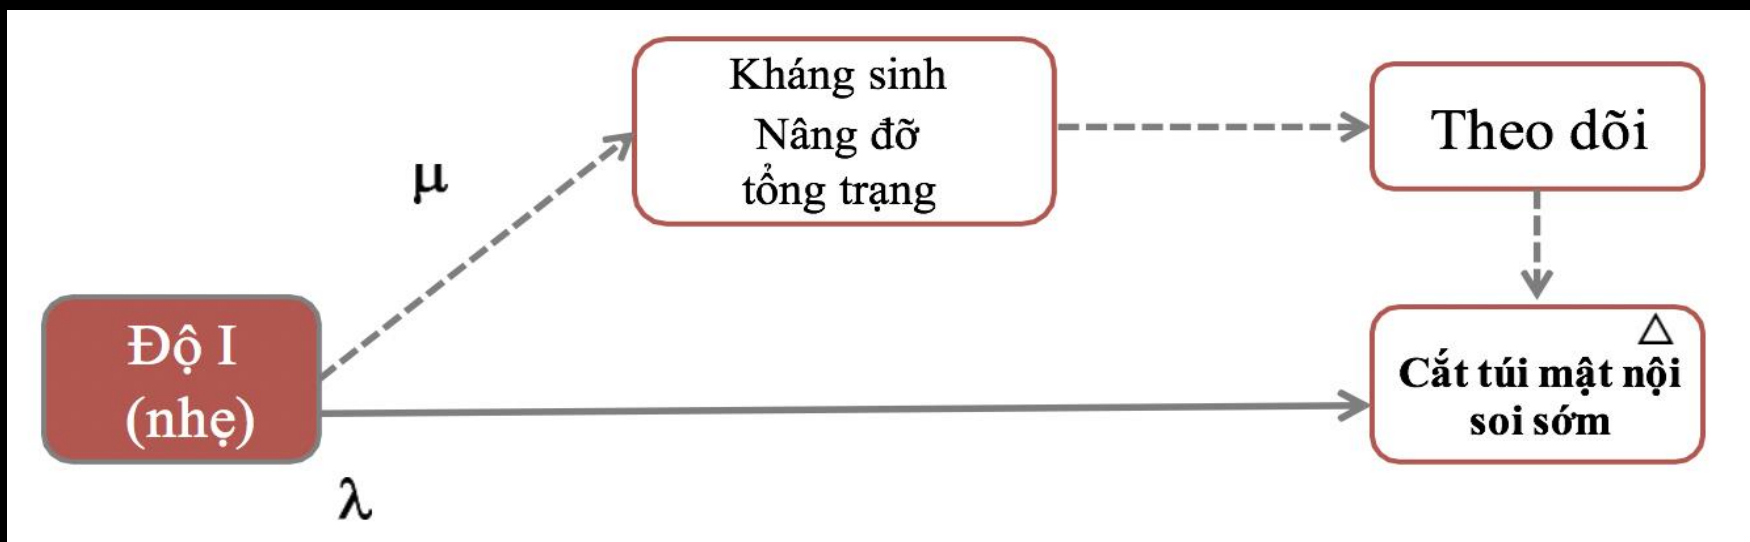 Kháng sinh
Nâng đỡ
tổng trạng
Theo dõi
μ
Độ I
(nhẹ)
λ
△
Cắt túi mật nội
soi sớm